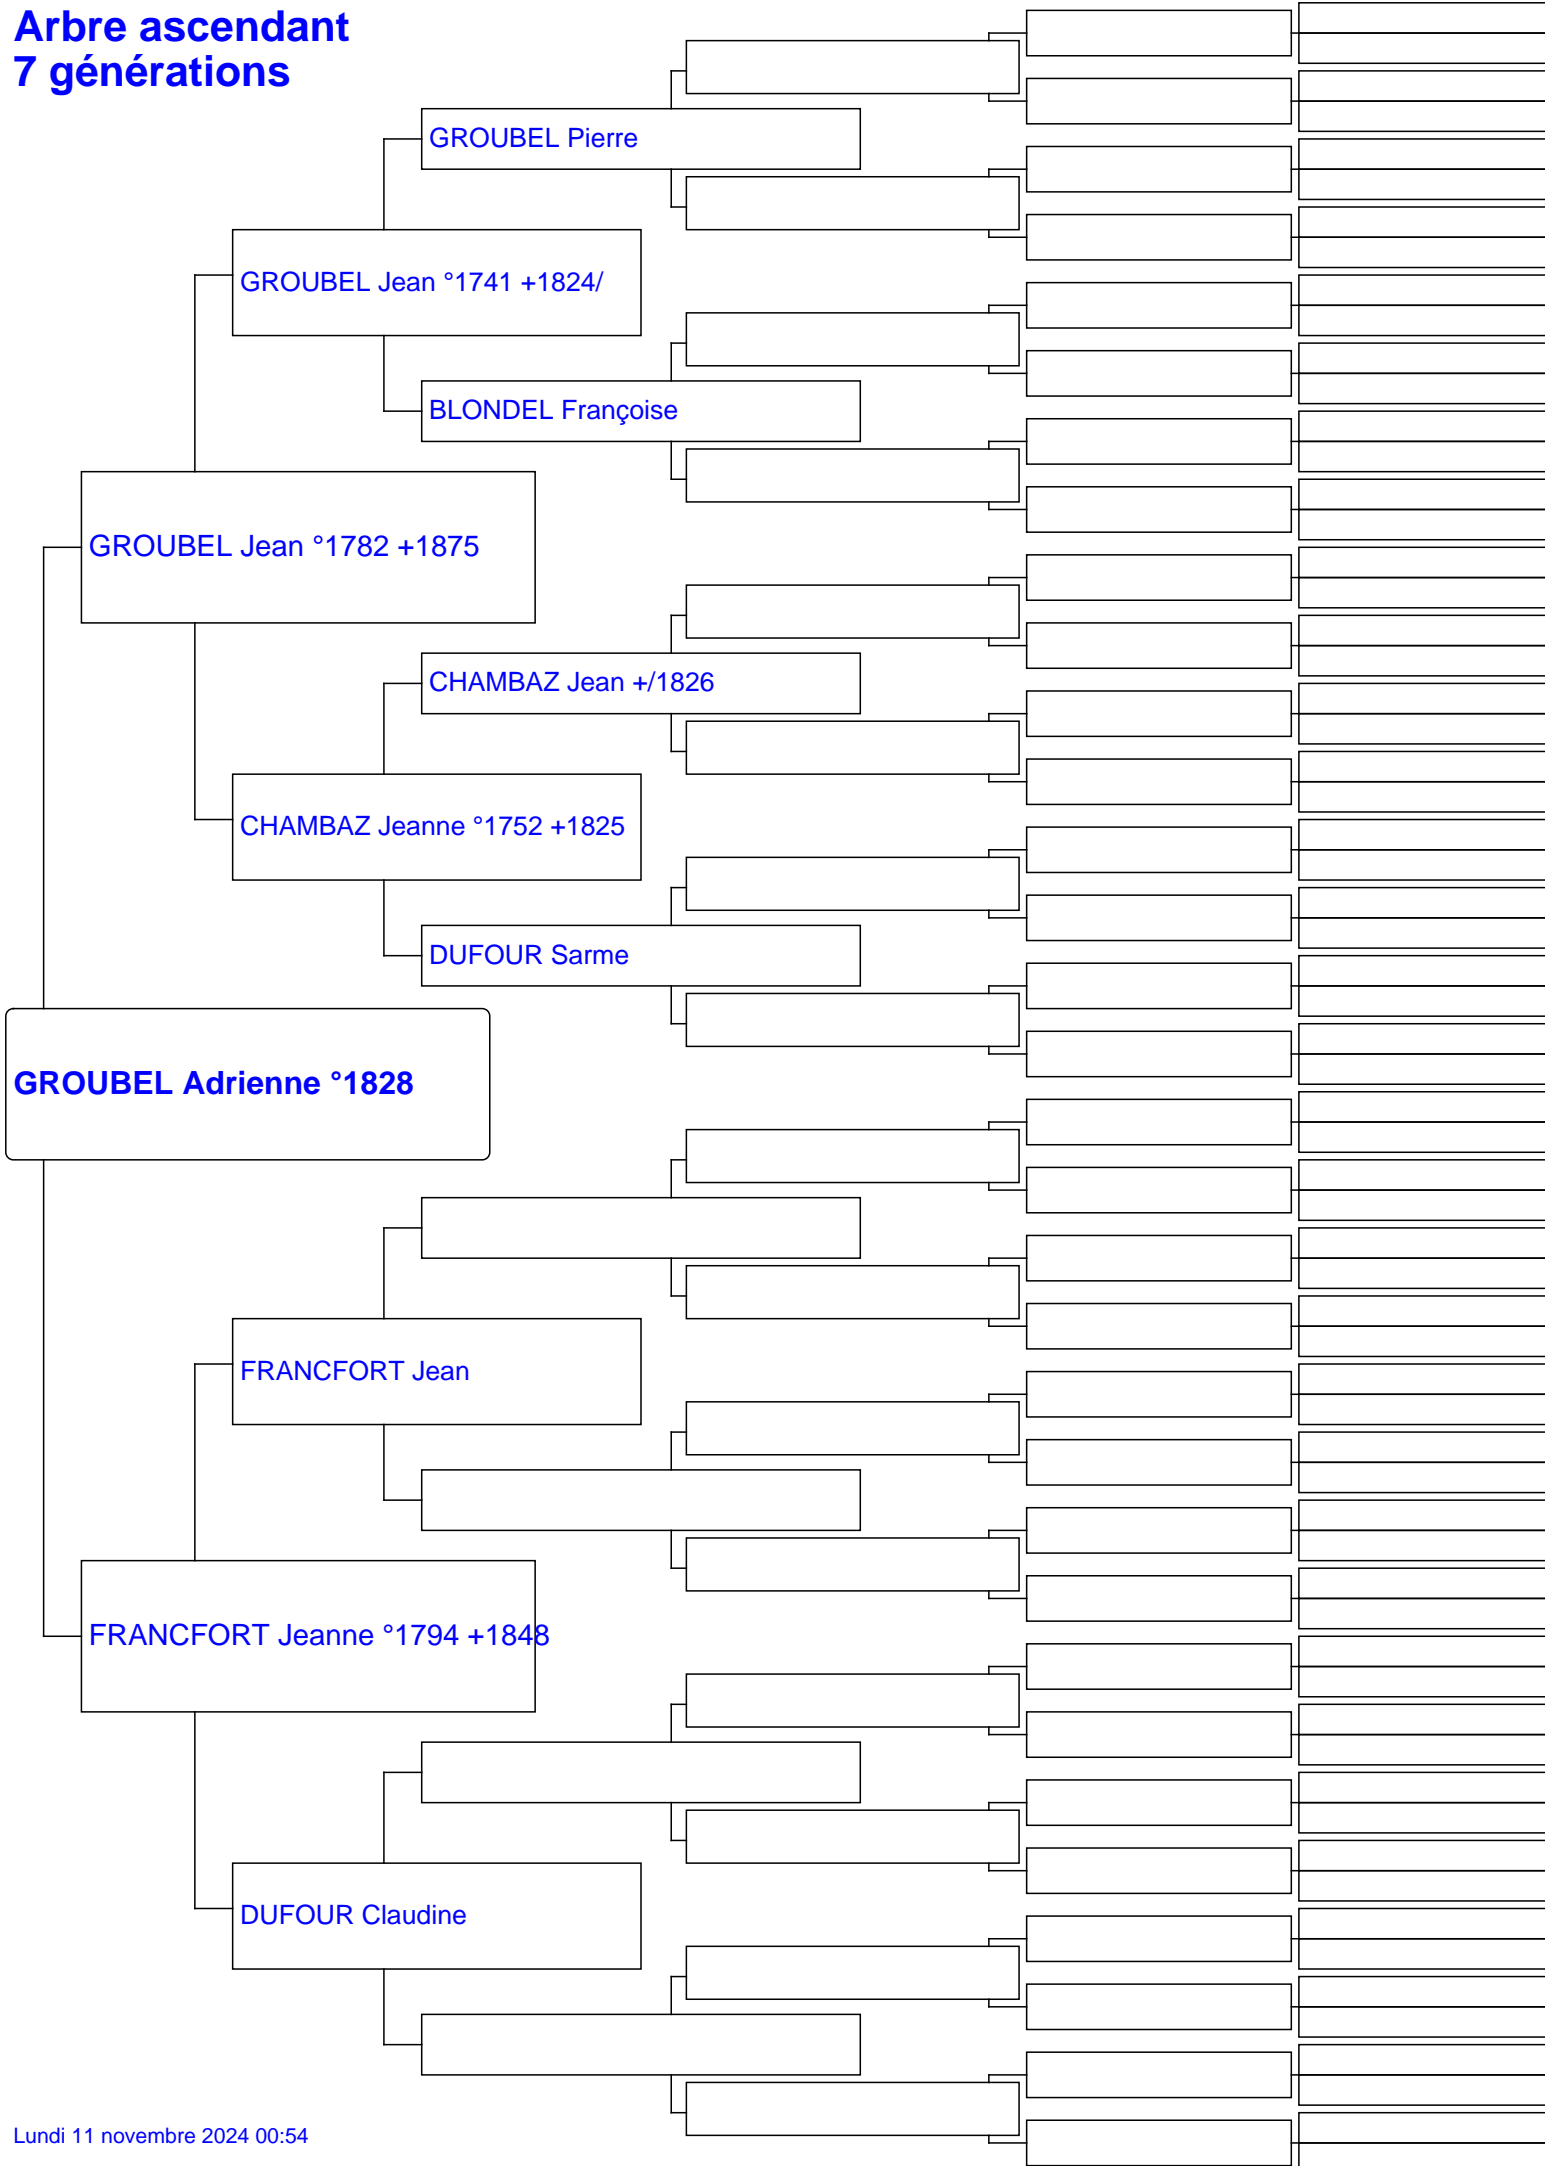 Arbre ascendant
7 générations
GROUBEL Pierre
GROUBEL Jean °1741 +1824/
BLONDEL Françoise
GROUBEL Jean °1782 +1875
CHAMBAZ Jean +/1826
CHAMBAZ Jeanne °1752 +1825
DUFOUR Sarme
GROUBEL Adrienne °1828
FRANCFORT Jean
FRANCFORT Jeanne °1794 +1848
DUFOUR Claudine
Lundi 11 novembre 2024 00:54